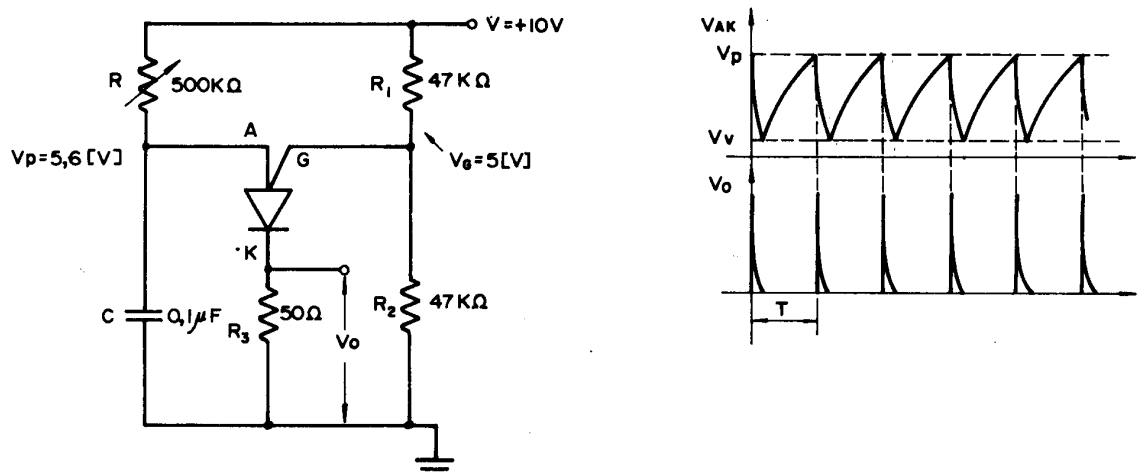 V=+10V
R
500KΩ
R1
47KΩ
A
G
Vp=5,6[V]
VG=5[V]
K
C
0,1μF
R3
50Ω
Vo
R2
47KΩ
VAK
Vp
Vv
Vo
T